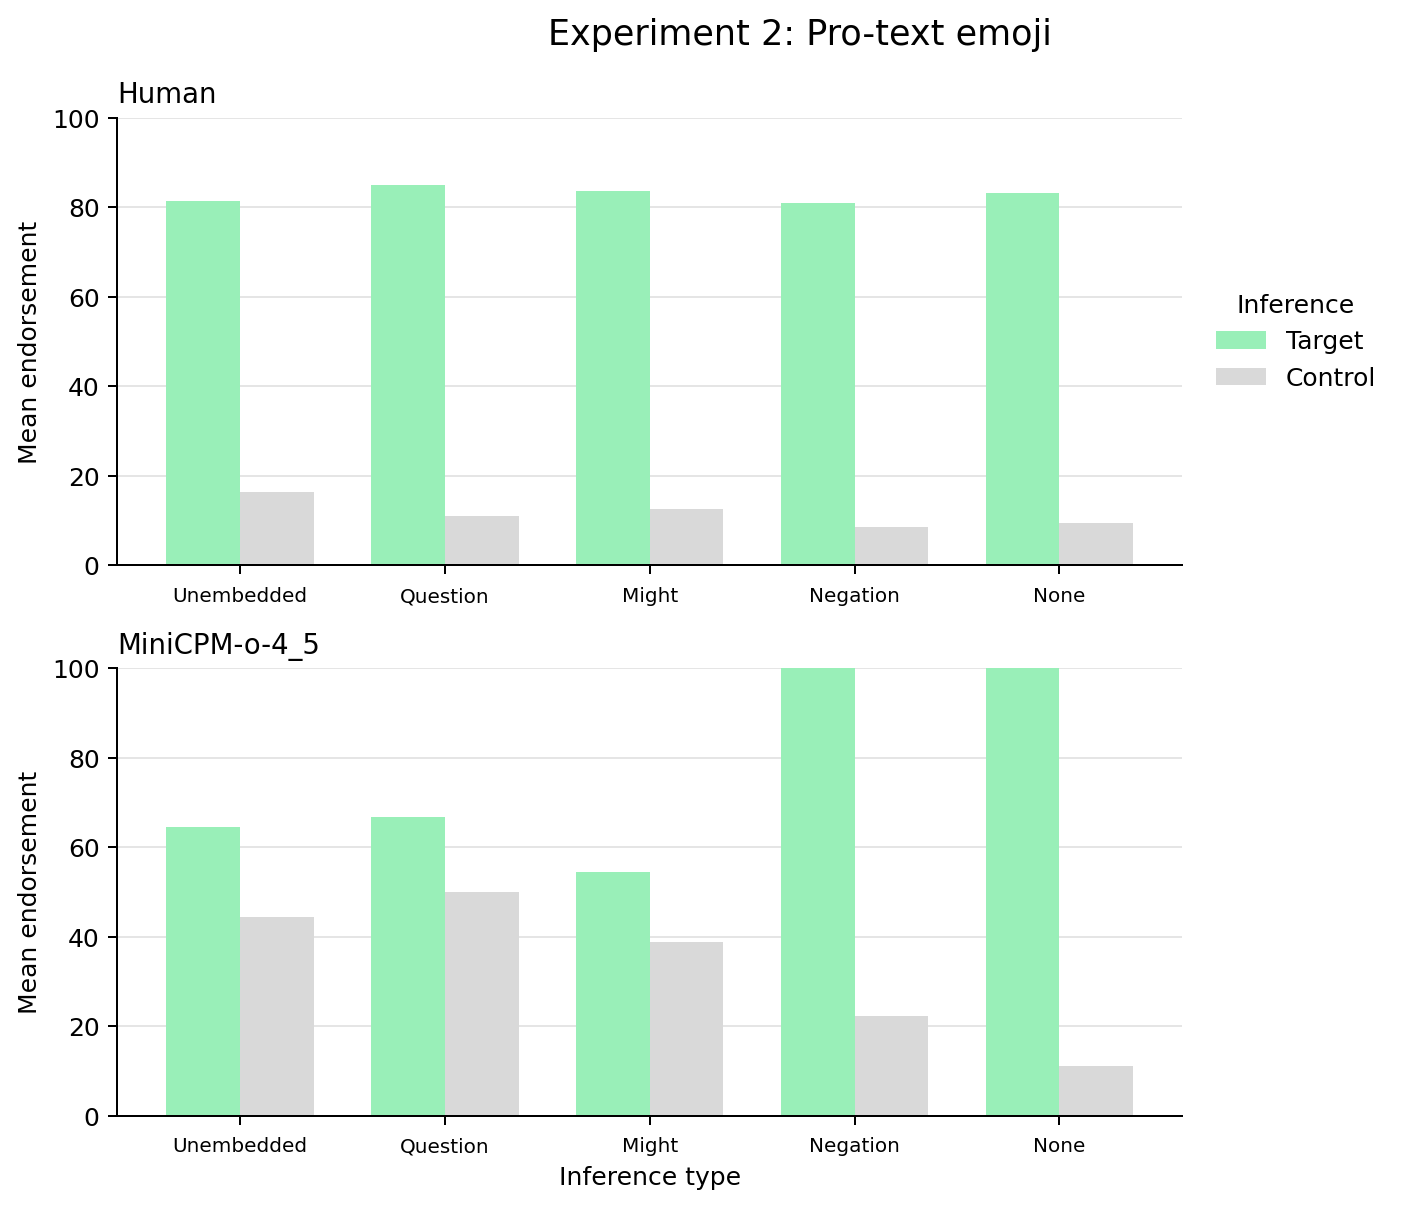 Experiment 2: Pro-text emoji
Human
Mean endorsement
100
80
60
40
20
0
Unembedded Question Might Negation None
Inference
Target
Control
MiniCPM-o-4_5
Mean endorsement
100
80
60
40
20
0
Unembedded Question Might Negation None
Inference type